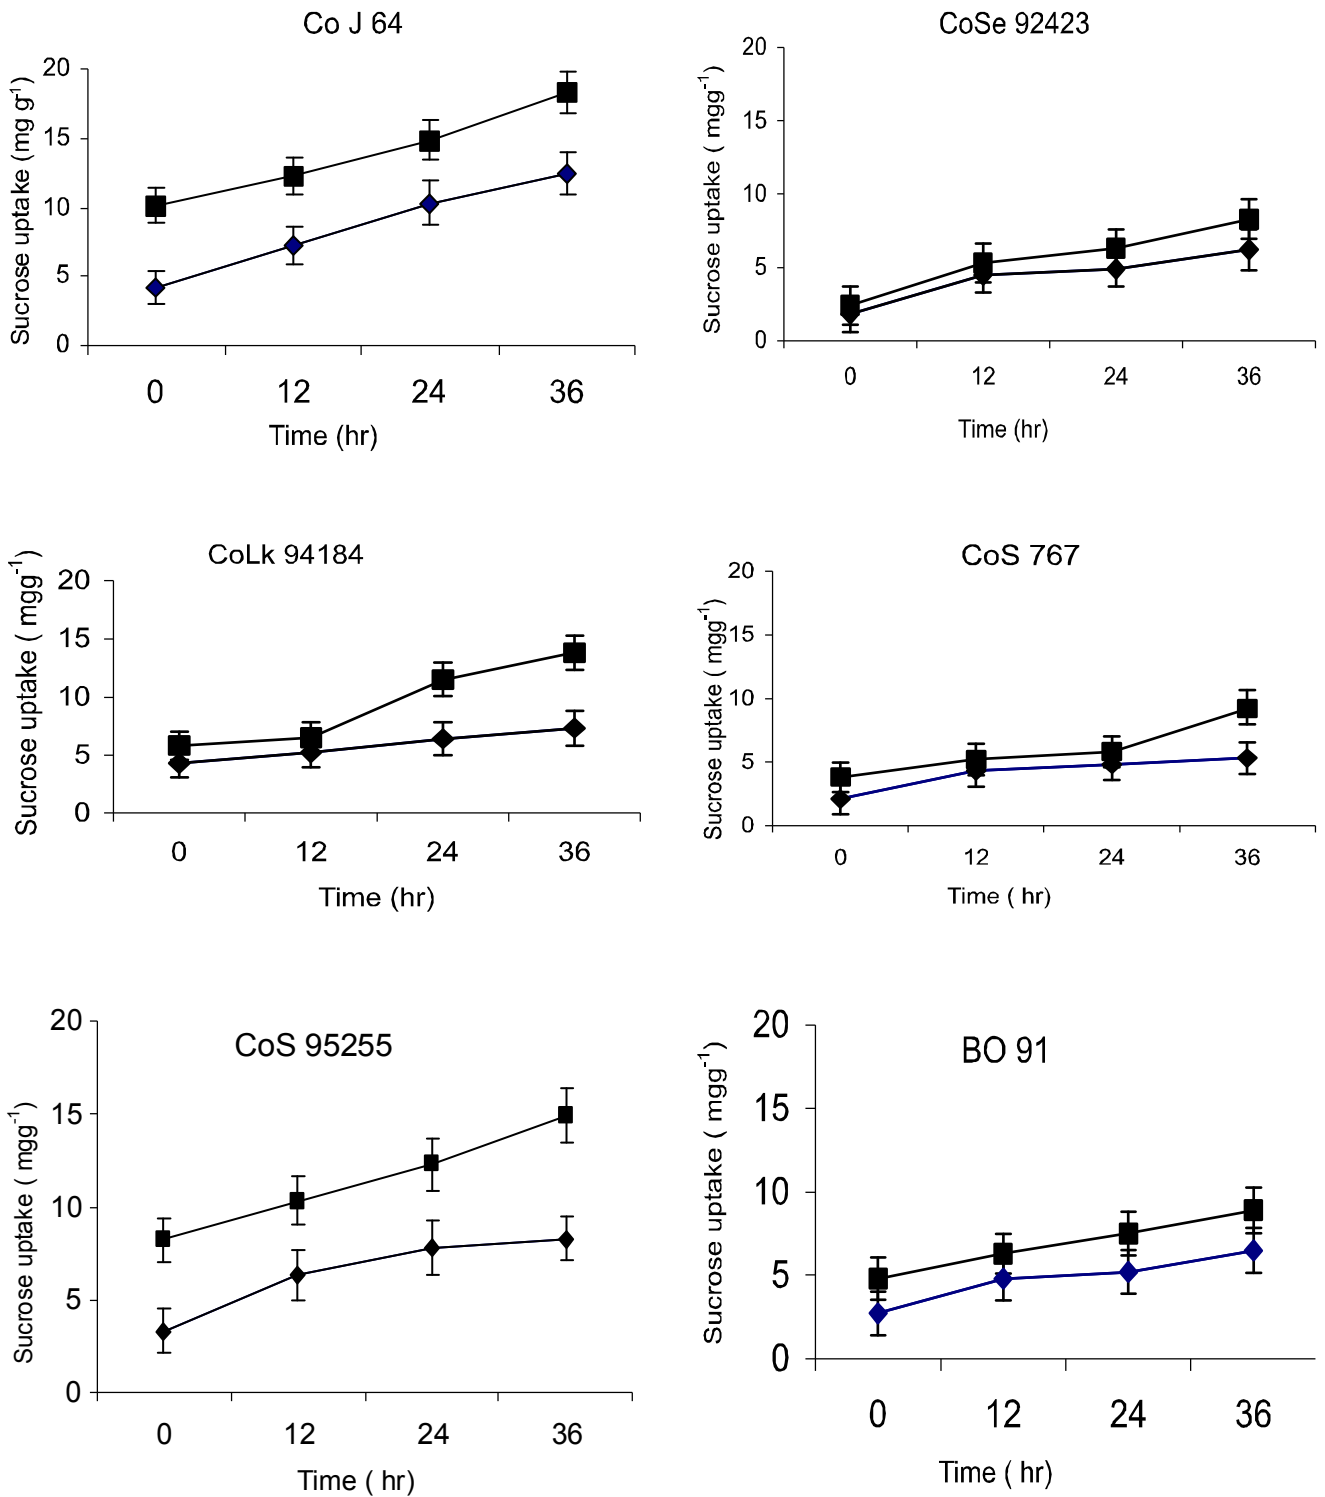 Co J 64
Sucrose uptake (mg g⁻¹)
20
15
10
5
0
0 12 24 36
Time (hr)
CoSe 92423
Sucrose uptake ( mgg⁻¹)
20
15
10
5
0
0 12 24 36
Time (hr)
CoLk 94184
Sucrose uptake ( mgg⁻¹)
20
15
10
5
0
0 12 24 36
Time (hr)
CoS 767
Sucrose uptake ( mgg⁻¹)
20
15
10
5
0
0 12 24 36
Time ( hr)
CoS 95255
Sucrose uptake ( mgg⁻¹)
20
15
10
5
0
0 12 24 36
Time ( hr)
BO 91
Sucrose uptake ( mgg⁻¹)
20
15
10
5
0
0 12 24 36
Time ( hr)